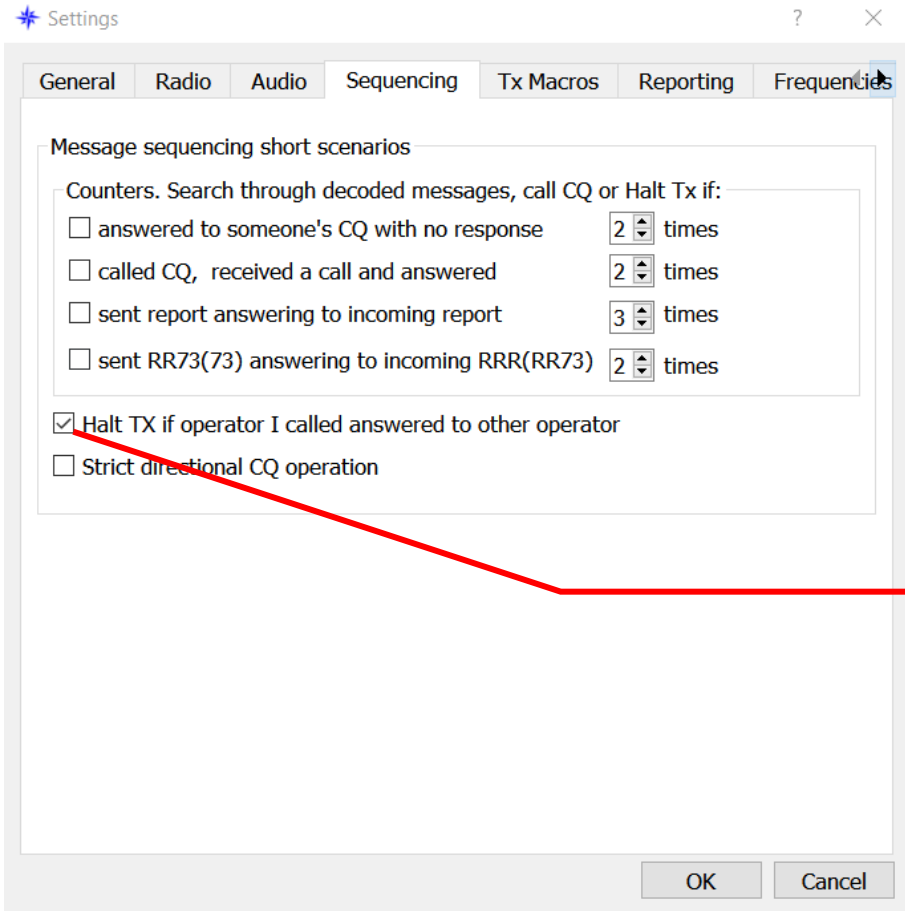 Settings
General Radio Audio Sequencing Tx Macros Reporting Frequencies
Message sequencing short scenarios
Counters. Search through decoded messages, call CQ or Halt Tx if:
answered to someone's CQ with no response 2 times
called CQ, received a call and answered 2 times
sent report answering to incoming report 3 times
sent RR73(73) answering to incoming RRR(RR73) 2 times
Halt TX if operator I called answered to other operator
Strict directional CQ operation
OK Cancel